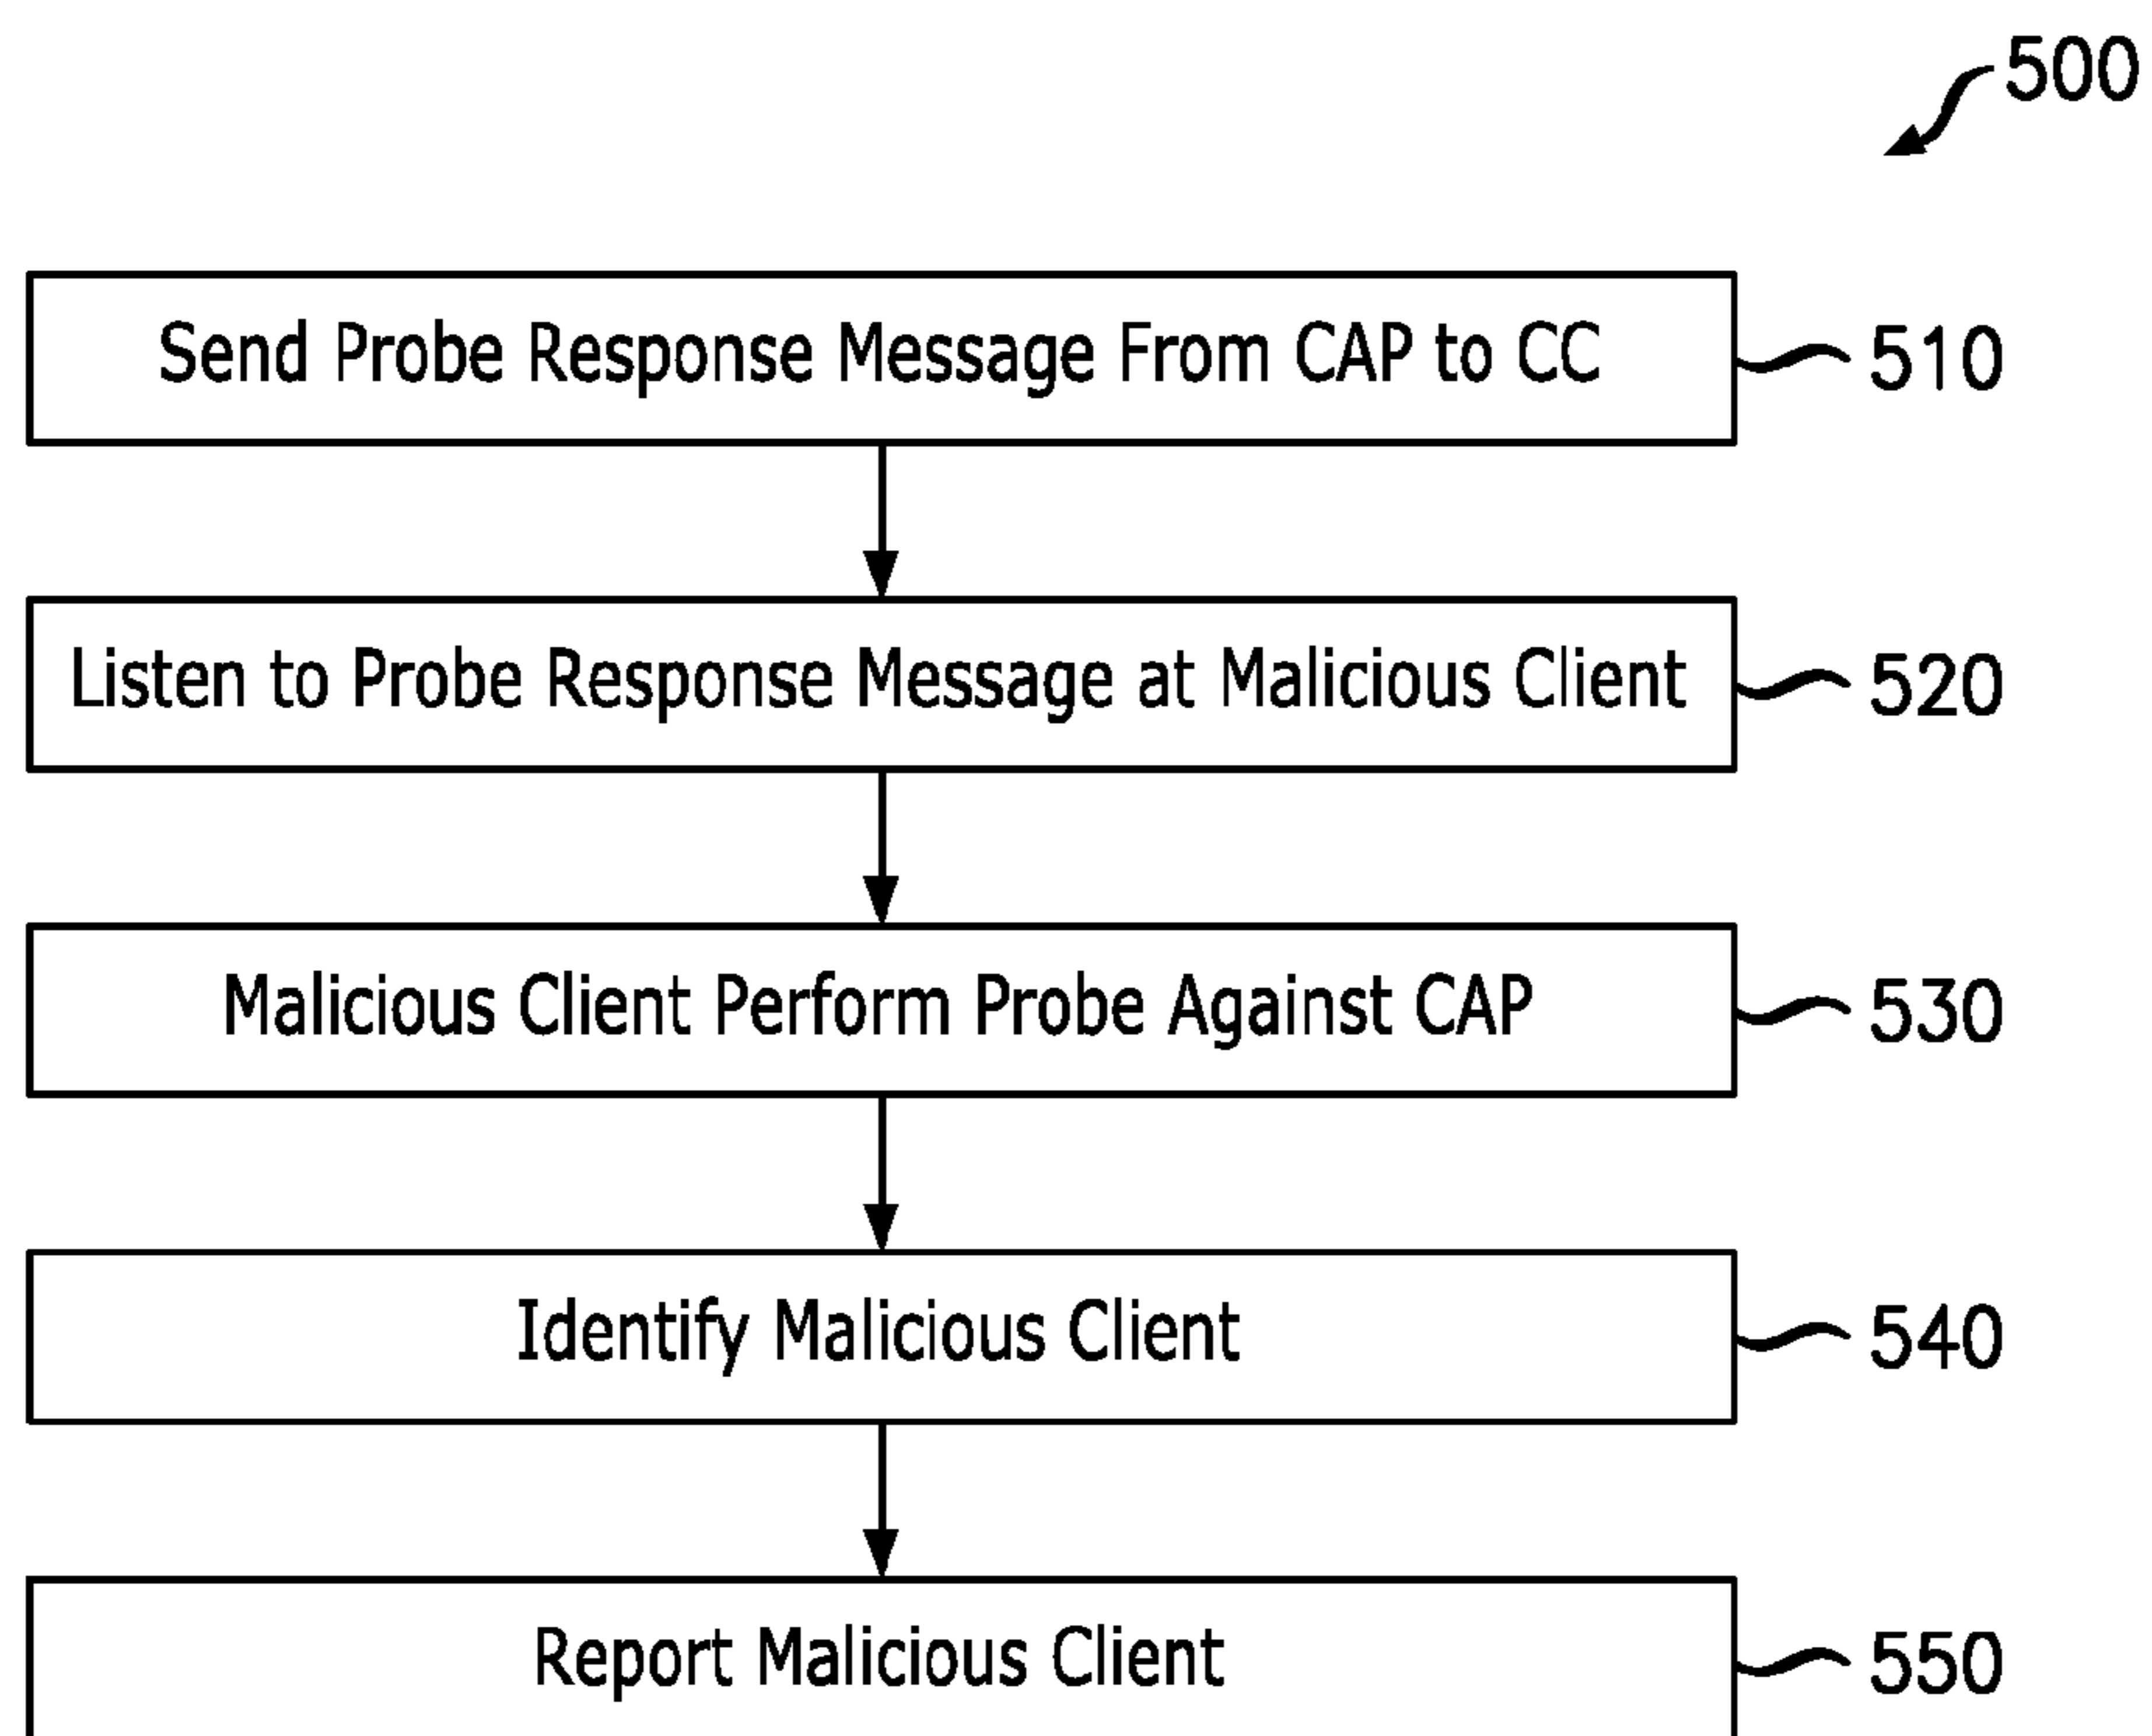 500
Send Probe Response Message From CAP to CC
510
Listen to Probe Response Message at Malicious Client
520
Malicious Client Perform Probe Against CAP
530
Identify Malicious Client
540
Report Malicious Client
550